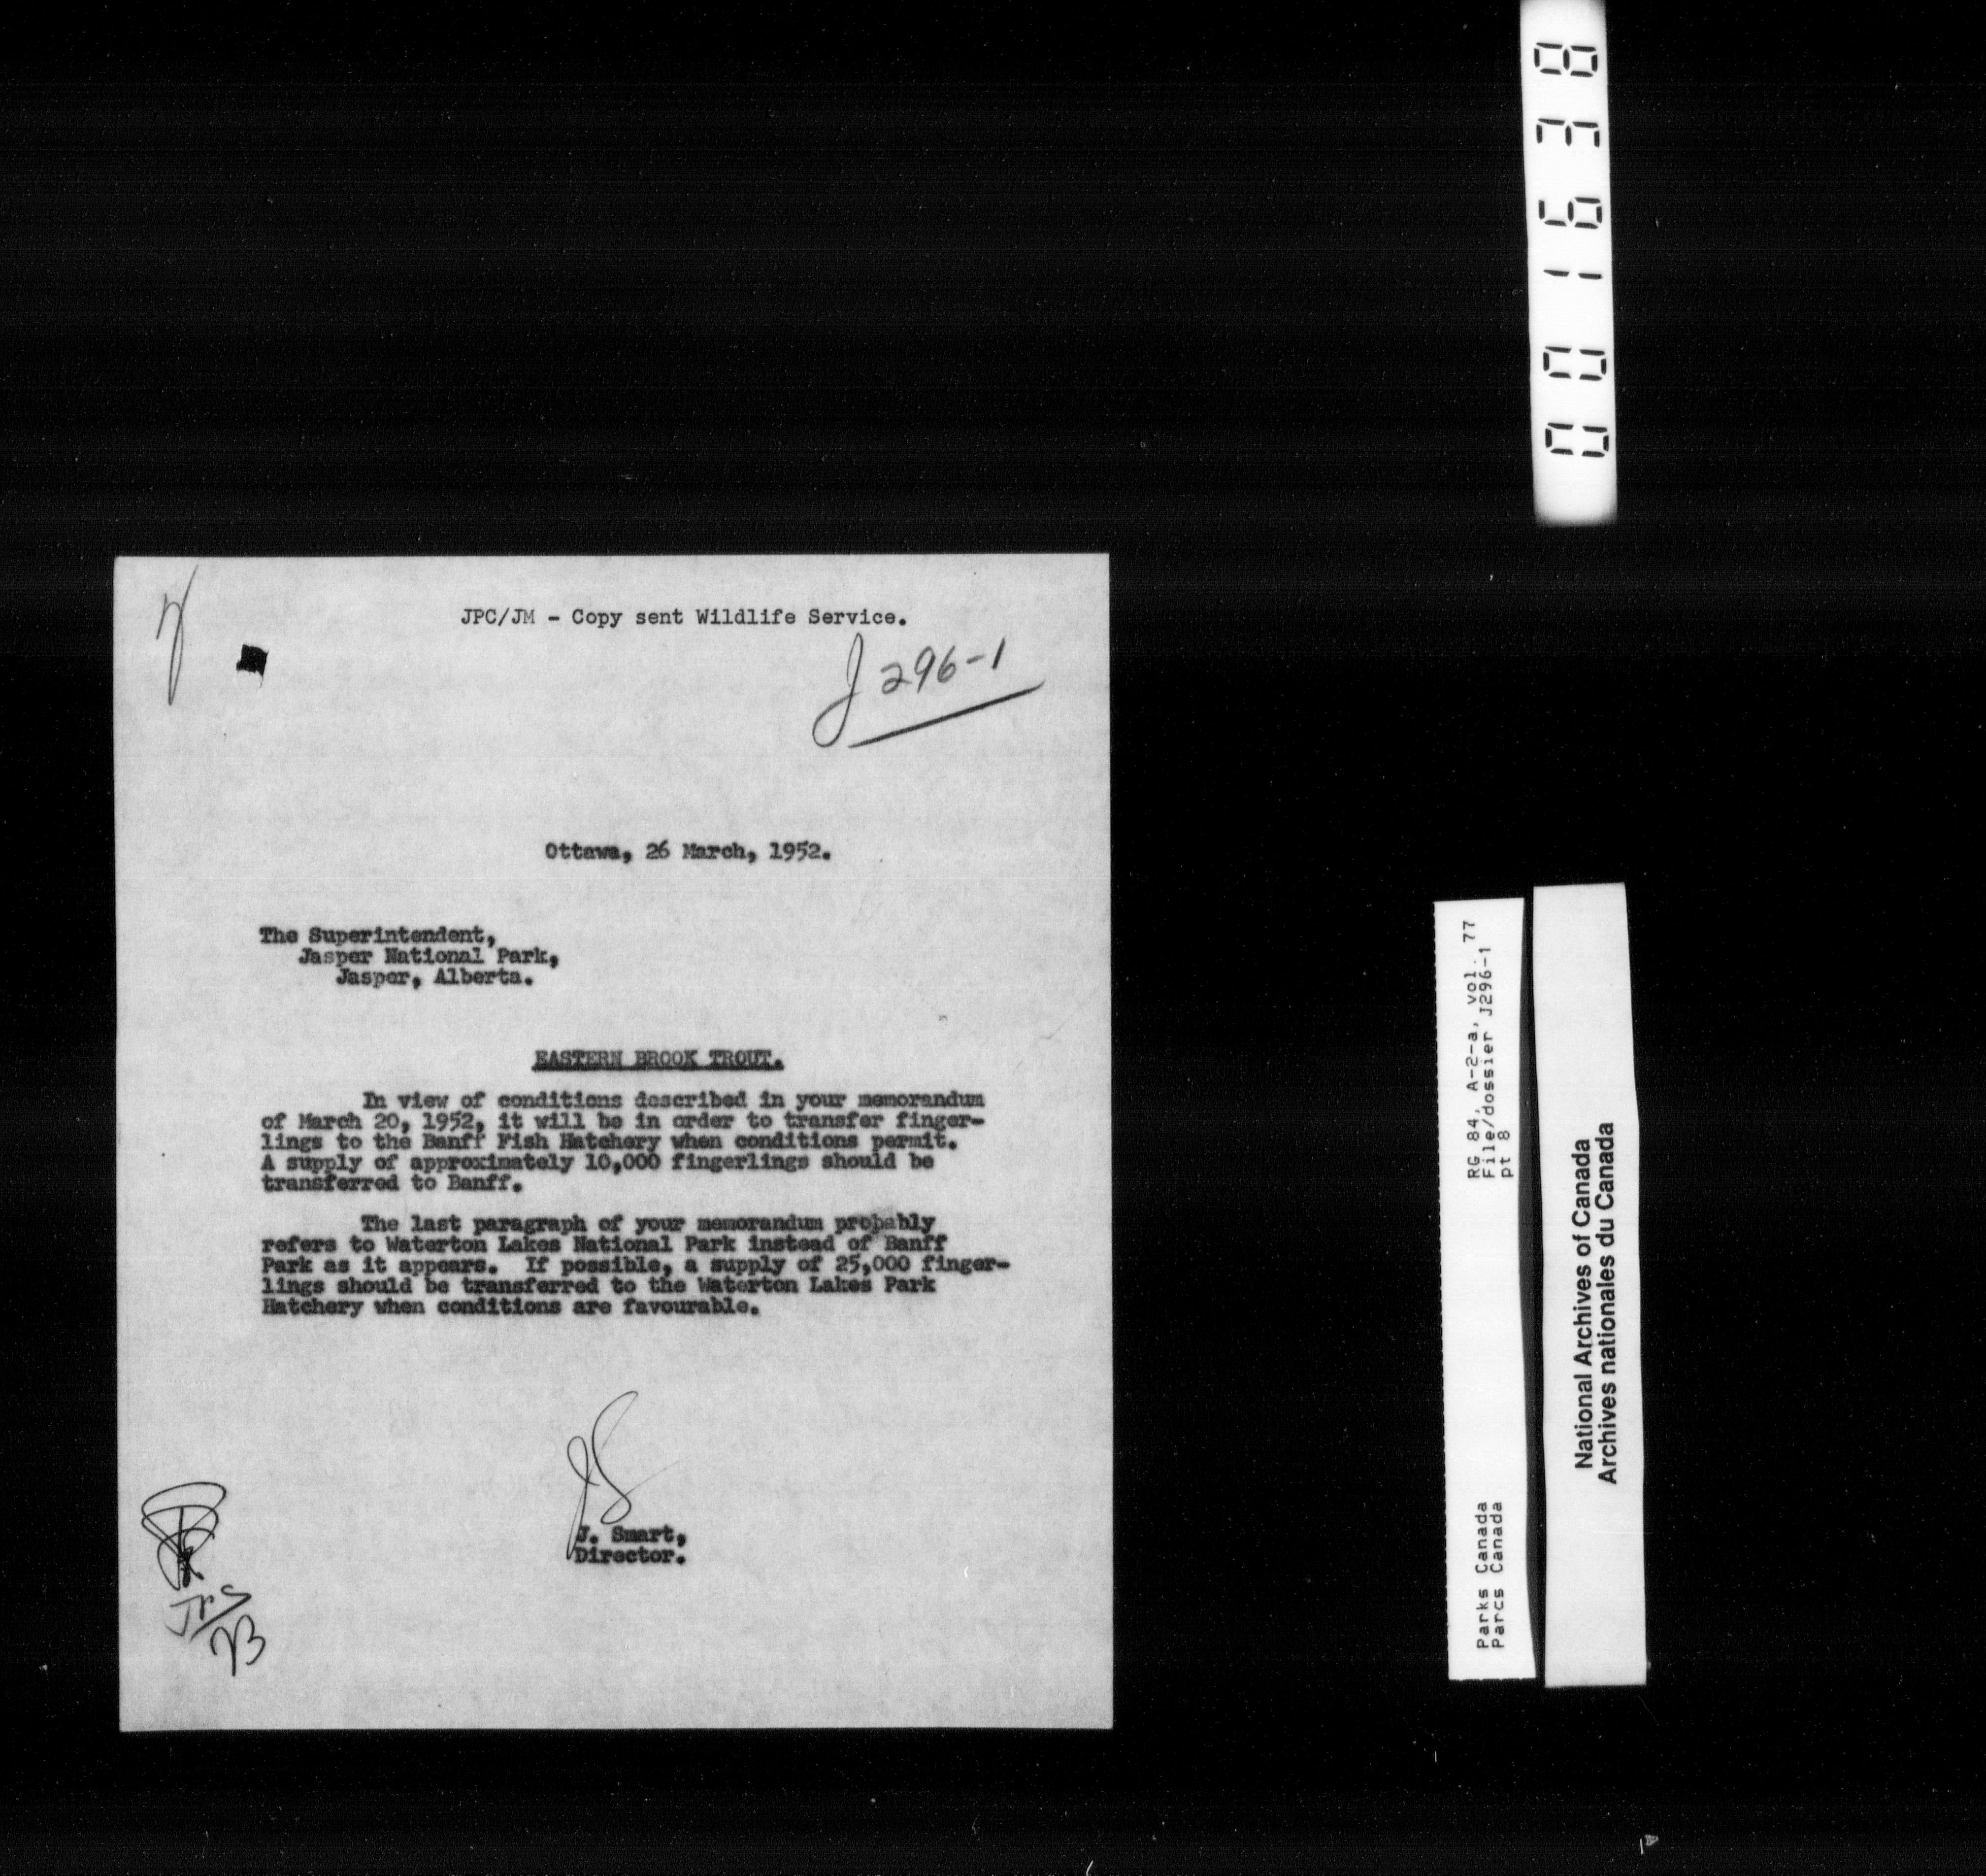 001638
JPC/JM - Copy sent Wildlife Service.
J 296-1
Ottawa, 26 March, 1952.
The Superintendent,
Jasper National Park,
Jasper, Alberta.
EASTERN BROOK TROUT.
In view of conditions described in your memorandum
of March 20, 1952, it will be in order to transfer finger-
lings to the Banff Fish Hatchery when conditions permit.
A supply of approximately 10,000 fingerlings should be
transferred to Banff.
The last paragraph of your memorandum probably
refers to Waterton Lakes National Park instead of Banff
Park as it appears. If possible, a supply of 25,000 finger-
lings should be transferred to the Waterton Lakes Park
Hatchery when conditions are favourable.
JS
J. Smart,
Director.
Parks Canada
Parcs Canada
RG 84, A-2-a, vol. 77
File/dossier J296-1
pt 8
National Archives of Canada
Archives nationales du Canada